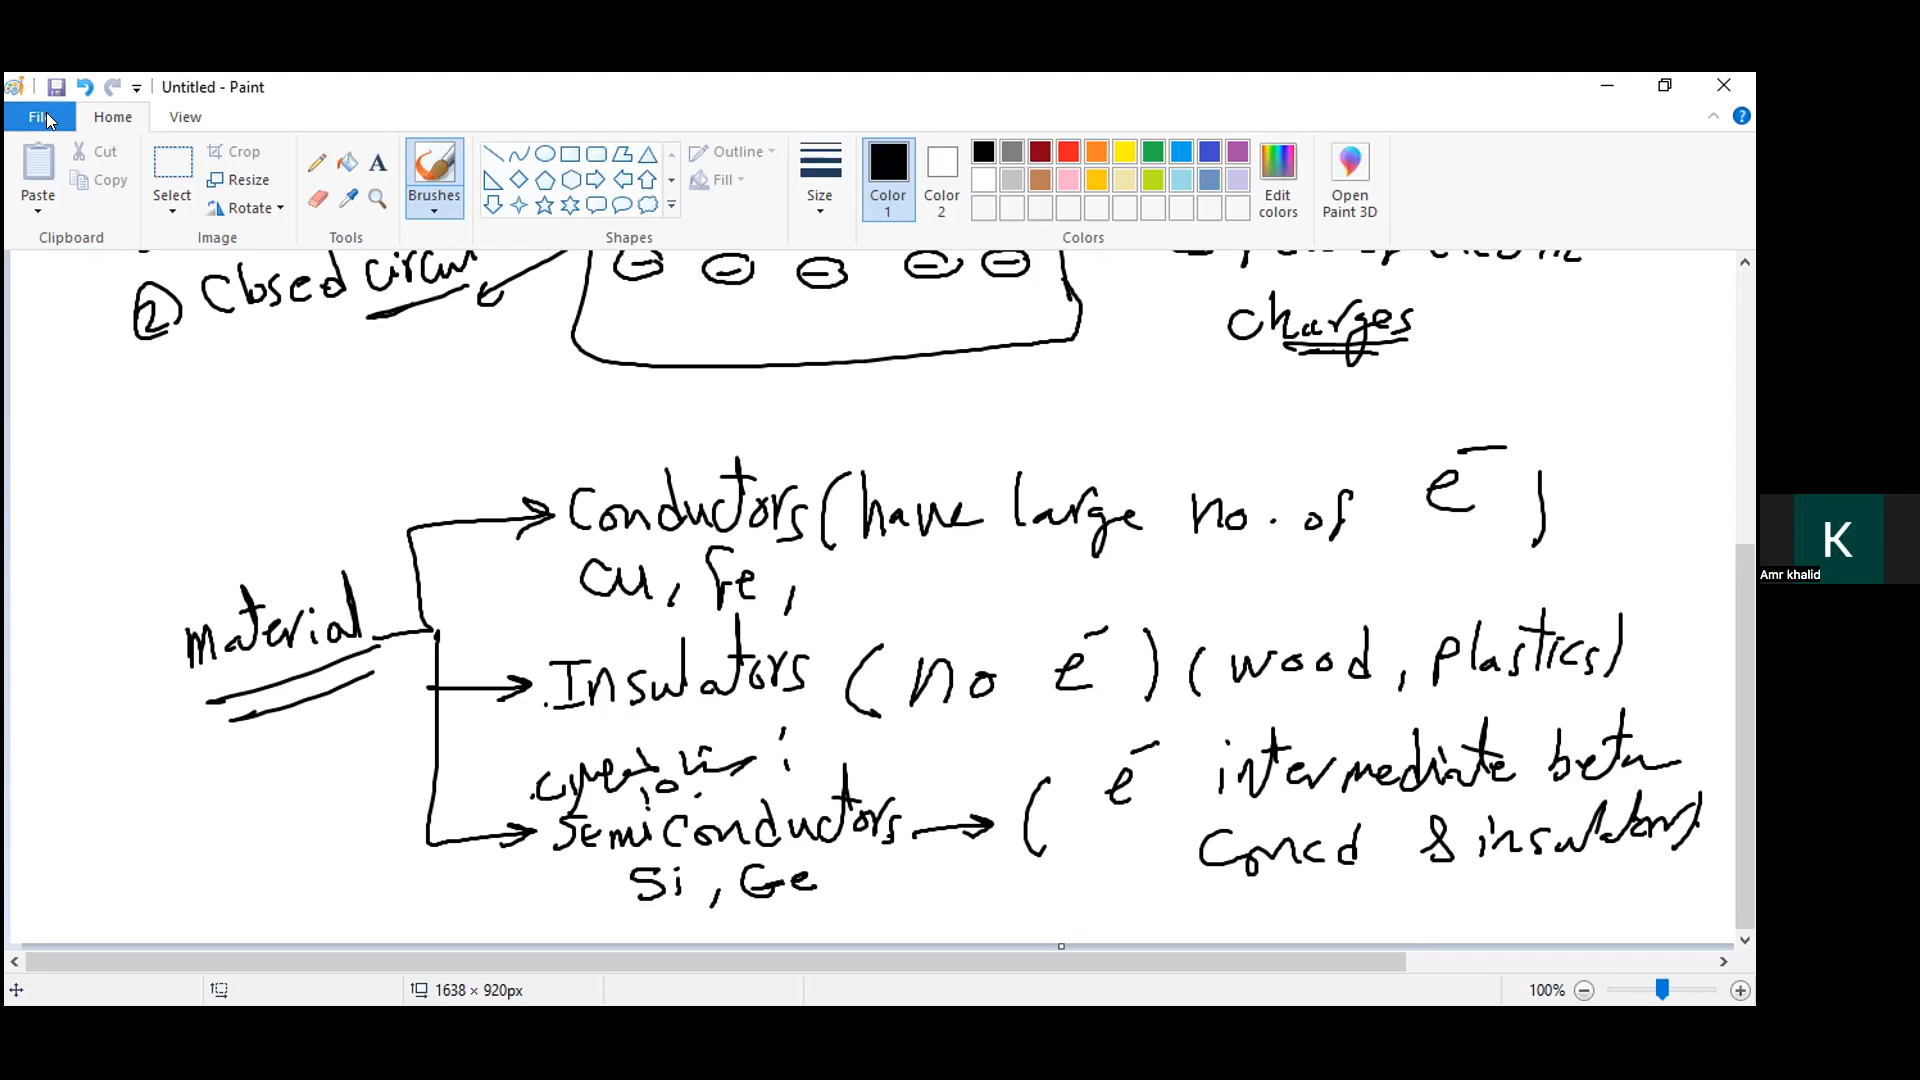 Untitled - Paint
File Home View
Cut
Copy
Paste
Clipboard
Crop
Resize
Rotate
Select
Image
A
Tools
Brushes
Outline
Fill
Shapes
Size
Color 1
Color 2
Edit colors
Colors
Open Paint 3D
② Closed circuit
charges
Conductors (have large no. of e⁻)
Cu, Fe,
material
Insulators (no e⁻) (wood, plastics)
Semiconductors → ( e⁻ intermediate betn
& insulators)
Si, Ge
K
Amr khalid
1638 × 920px
100%